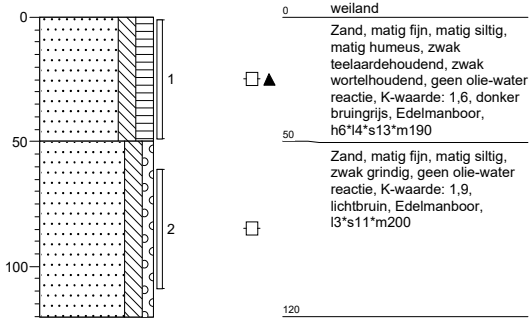 0
50
100
1
2
0
weiland
Zand, matig fijn, matig siltig,
matig humeus, zwak
teelaardehoudend, zwak
wortelhoudend, geen olie-water
reactie, K-waarde: 1,6, donker
bruingrijs, Edelmanboor,
h6*l4*s13*m190
50
Zand, matig fijn, matig siltig,
zwak grindig, geen olie-water
reactie, K-waarde: 1,9,
lichtbruin, Edelmanboor,
l3*s11*m200
120